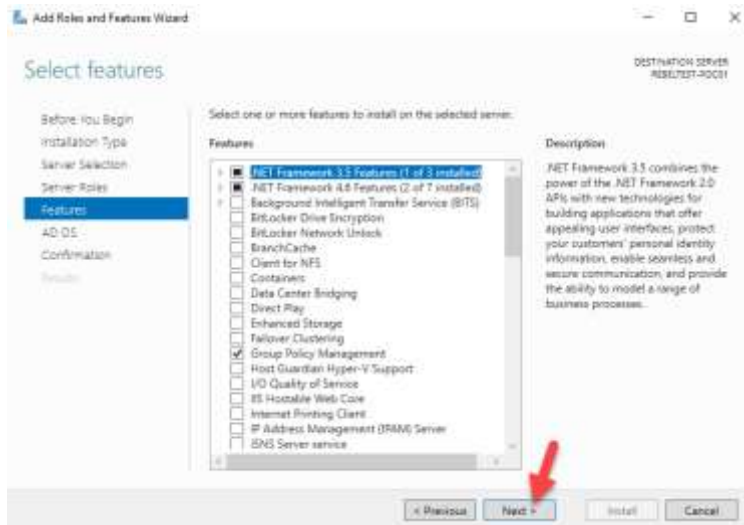 Add Roles and Features Wizard
Select features
DESTINATION SERVER
REBELTEST-PDC01
Before You Begin
Installation Type
Server Selection
Server Roles
Features
AD DS
Confirmation
Results
Select one or more features to install on the selected server.
Features
.NET Framework 3.5 Features (1 of 3 installed)
.NET Framework 4.6 Features (2 of 7 installed)
Background Intelligent Transfer Service (BITS)
BitLocker Drive Encryption
BitLocker Network Unlock
BranchCache
Client for NFS
Containers
Data Center Bridging
Direct Play
Enhanced Storage
Failover Clustering
Group Policy Management
Host Guardian Hyper-V Support
I/O Quality of Service
IIS Hostable Web Core
Internet Printing Client
IP Address Management (IPAM) Server
iSNS Server service
Description
.NET Framework 3.5 combines the
power of the .NET Framework 2.0
APIs with new technologies for
building applications that offer
appealing user interfaces, protect
your customers' personal identity
information, enable seamless and
secure communication, and provide
the ability to model a range of
business processes.
< Previous
Next >
Install
Cancel